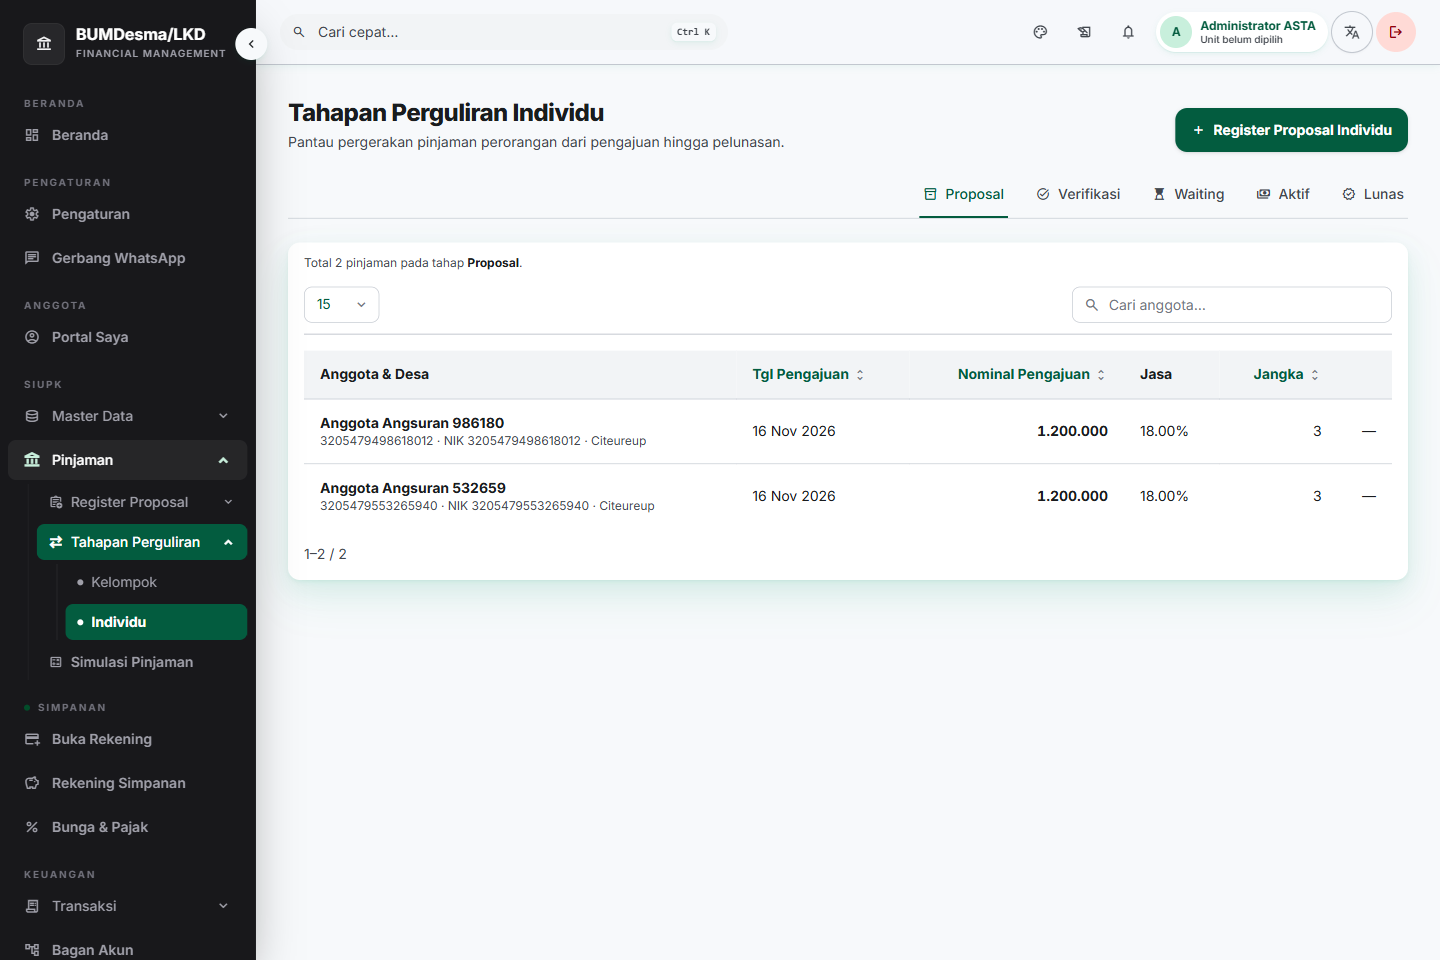 BUMDesma/LKD
FINANCIAL MANAGEMENT
BERANDA
Beranda
PENGATURAN
Pengaturan
Gerbang WhatsApp
ANGGOTA
Portal Saya
SIUPK
Master Data
Pinjaman
Register Proposal
Tahapan Perguliran
Kelompok
Individu
Simulasi Pinjaman
SIMPANAN
Buka Rekening
Rekening Simpanan
Bunga & Pajak
KEUANGAN
Transaksi
Bagan Akun
Cari cepat...
Ctrl K
A
Administrator ASTA
Unit belum dipilih
Tahapan Perguliran Individu
Pantau pergerakan pinjaman perorangan dari pengajuan hingga pelunasan.
+ Register Proposal Individu
Proposal Verifikasi Waiting Aktif Lunas
Total 2 pinjaman pada tahap Proposal.
15
Cari anggota...
Anggota & Desa Tgl Pengajuan Nominal Pengajuan Jasa Jangka
Anggota Angsuran 986180
3205479498618012 · NIK 3205479498618012 · Citeureup
16 Nov 2026 1.200.000 18.00% 3 —
Anggota Angsuran 532659
3205479553265940 · NIK 3205479553265940 · Citeureup
16 Nov 2026 1.200.000 18.00% 3 —
1–2 / 2